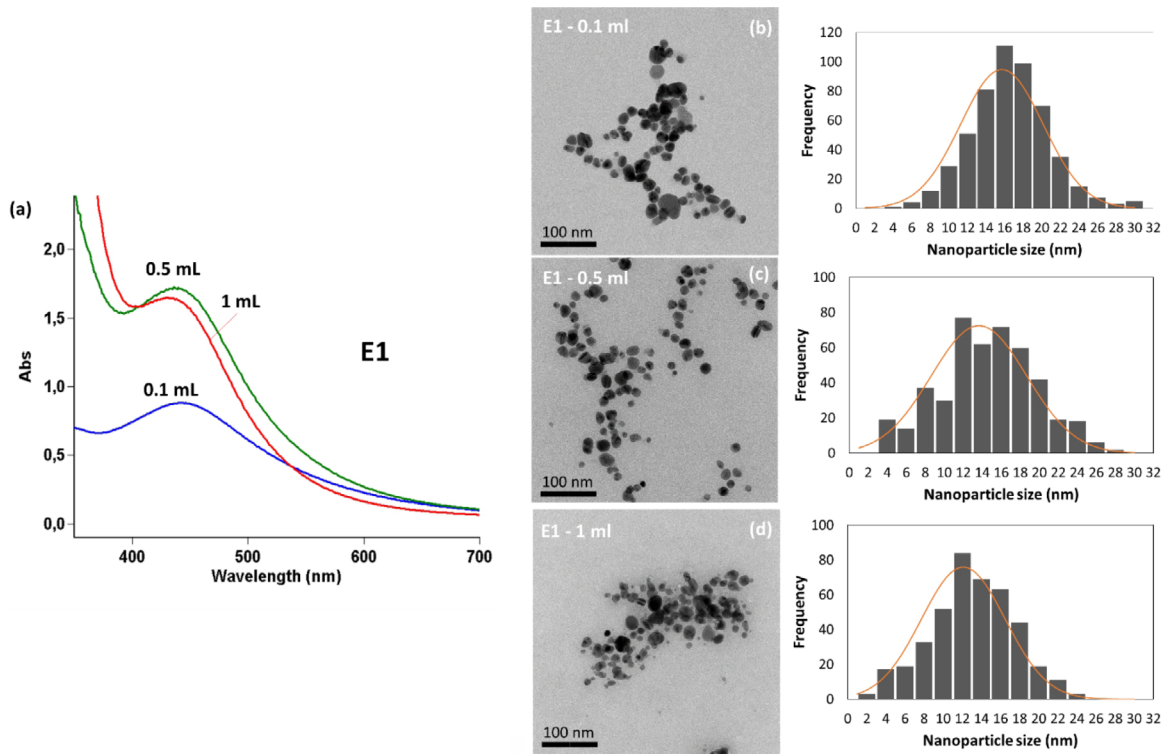 (a)
2,0
1,5
1,0
0,5
0,0
Abs
0.5 mL
1 mL
0.1 mL
E1
400 500 600 700
Wavelength (nm)
E1 - 0.1 ml (b)
100 nm
E1 - 0.5 ml (c)
100 nm
E1 - 1 ml (d)
100 nm
120
100
80
60
40
20
0
Frequency
0 2 4 6 8 10 12 14 16 18 20 22 24 26 28 30 32
Nanoparticle size (nm)
100
80
60
40
20
0
Frequency
0 2 4 6 8 10 12 14 16 18 20 22 24 26 28 30 32
Nanoparticle size (nm)
100
80
60
40
20
0
Frequency
0 2 4 6 8 10 12 14 16 18 20 22 24 26 28 30 32
Nanoparticle size (nm)